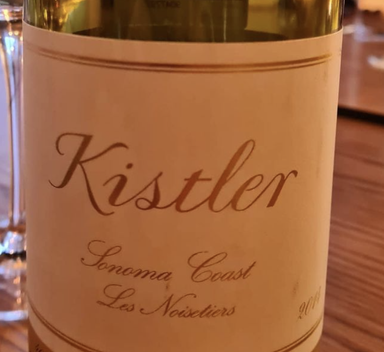 Kistler
Sonoma Coast
Les Noisetiers